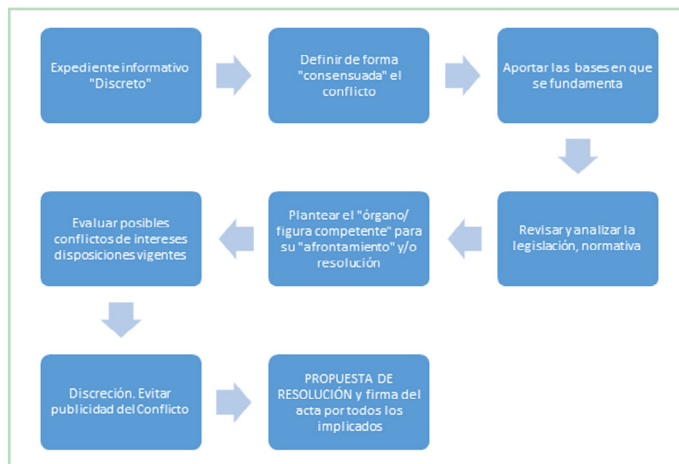 Expediente informativo
"Discreto"
Definir de forma
"consensuada" el
conflicto
Aportar las bases en que
se fundamenta
Revisar y analizar la
legislación, normativa
Plantear el "órgano/
figura competente" para
su "afrontamiento" y/o
resolución
Evaluar posibles
conflictos de intereses
disposiciones vigentes
Discreción. Evitar
publicidad del Conflicto
PROPUESTA DE
RESOLUCIÓN y firma del
acta por todos los
implicados